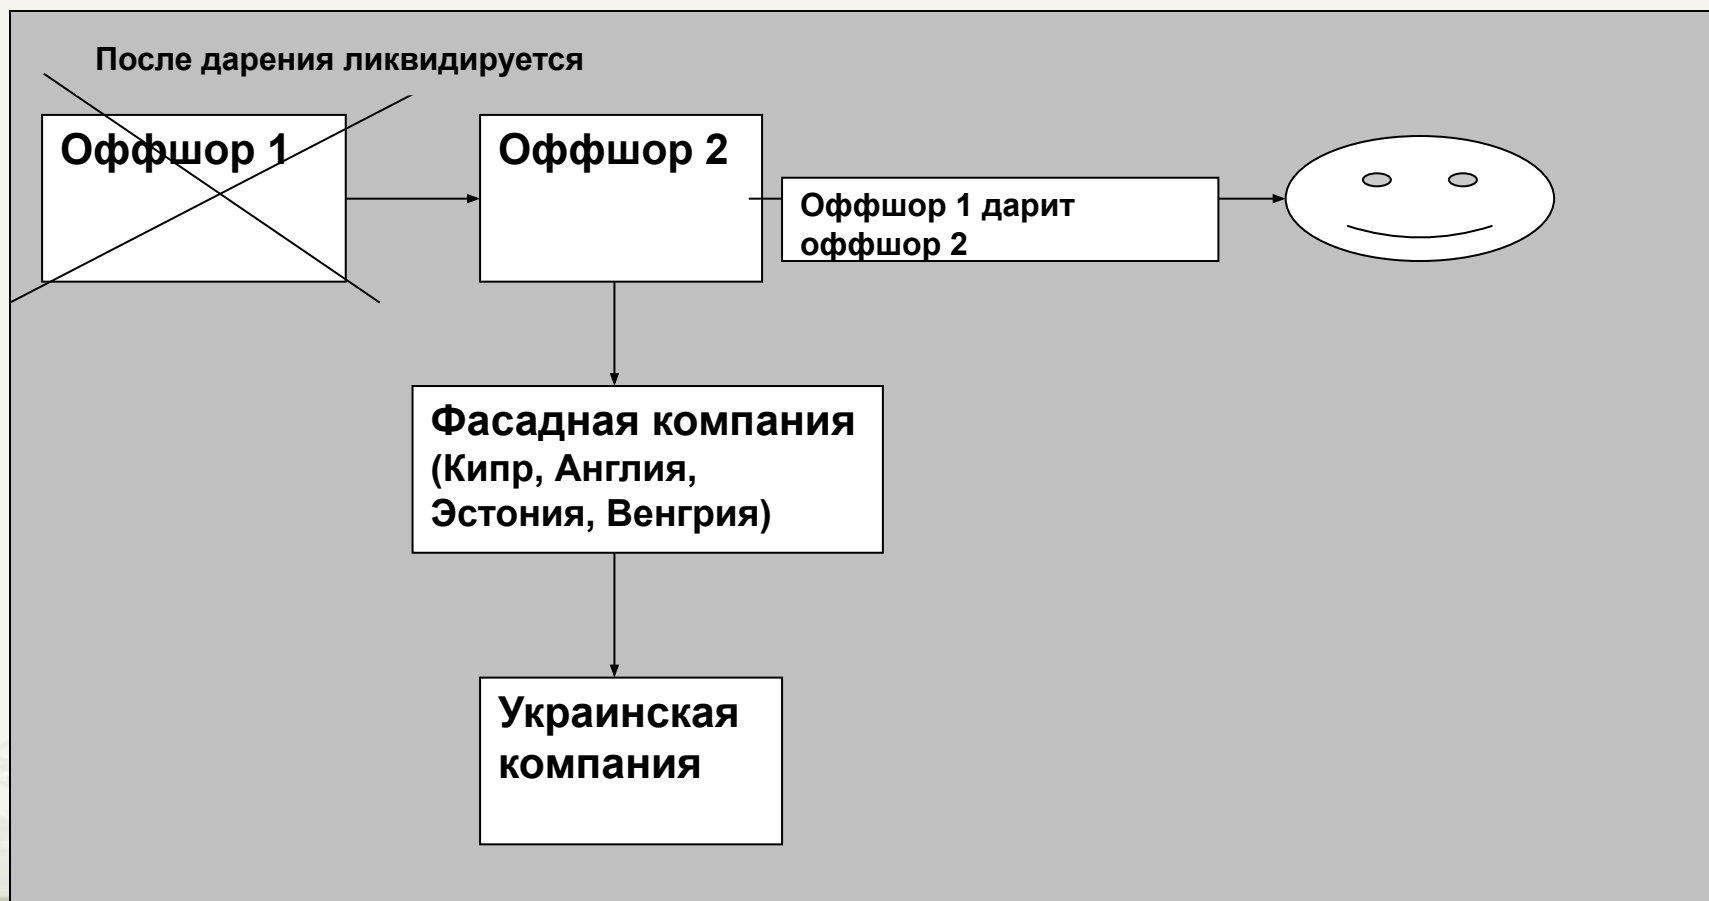 После дарения ликвидируется
Оффшор 1
Оффшор 2
Оффшор 1 дарит
оффшор 2
Фасадная компания
(Кипр, Англия,
Эстония, Венгрия)
Украинская
компания